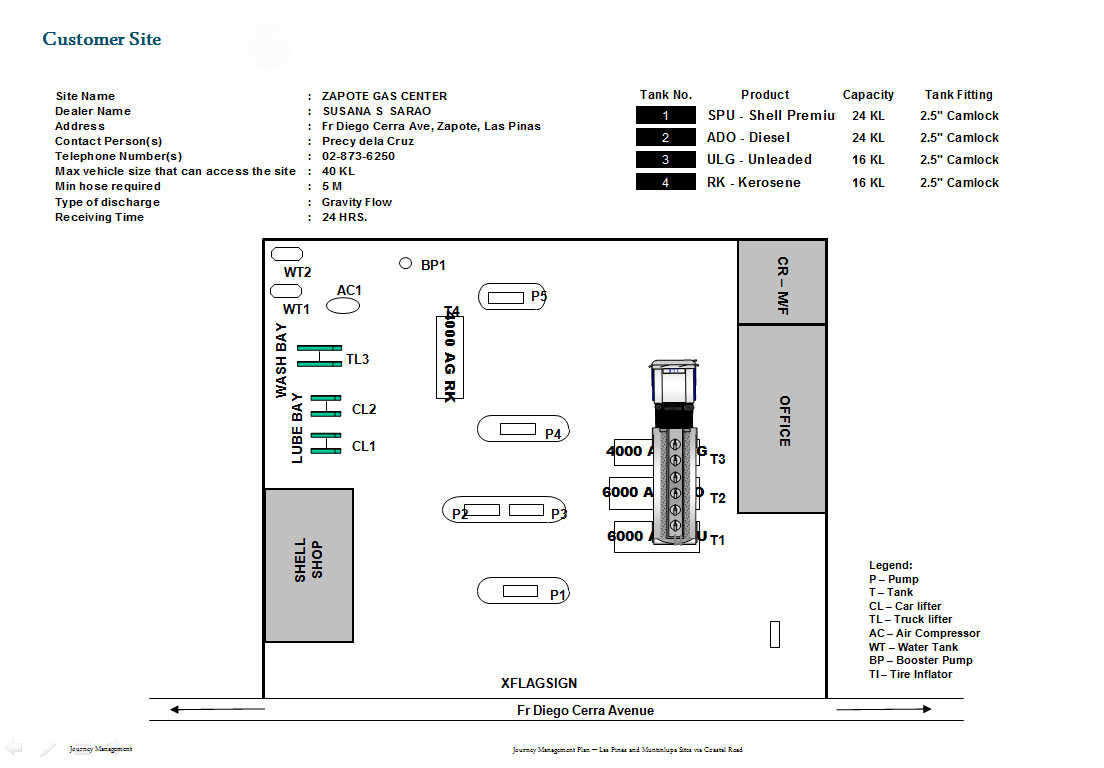 Customer Site
Site Name : ZAPOTE GAS CENTER
Dealer Name : SUSANA S SARAO
Address : Fr Diego Cerra Ave, Zapote, Las Pinas
Contact Person(s) : Precy dela Cruz
Telephone Number(s) : 02-873-6250
Max vehicle size that can access the site : 40 KL
Min hose required : 5 M
Type of discharge : Gravity Flow
Receiving Time : 24 HRS.
Tank No. Product Capacity Tank Fitting
1 SPU - Shell Premiu 24 KL 2.5" Camlock
2 ADO - Diesel 24 KL 2.5" Camlock
3 ULG - Unleaded 16 KL 2.5" Camlock
4 RK - Kerosene 16 KL 2.5" Camlock
WT2
BP1
WT1
AC1
P5
T4
4000 AG RK
CR – M/F
WASH BAY
TL3
LUBE BAY
CL2
CL1
P4
OFFICE
4000 A G T3
6000 A O T2
6000 A U T1
P2 P3
SHELL
SHOP
P1
XFLAGSIGN
Fr Diego Cerra Avenue
Legend:
P – Pump
T – Tank
CL – Car lifter
TL – Truck lifter
AC – Air Compressor
WT – Water Tank
BP – Booster Pump
TI – Tire Inflator
Journey Management
Journey Management Plan – Las Pinas and Muntinlupa Sites via Coastal Road